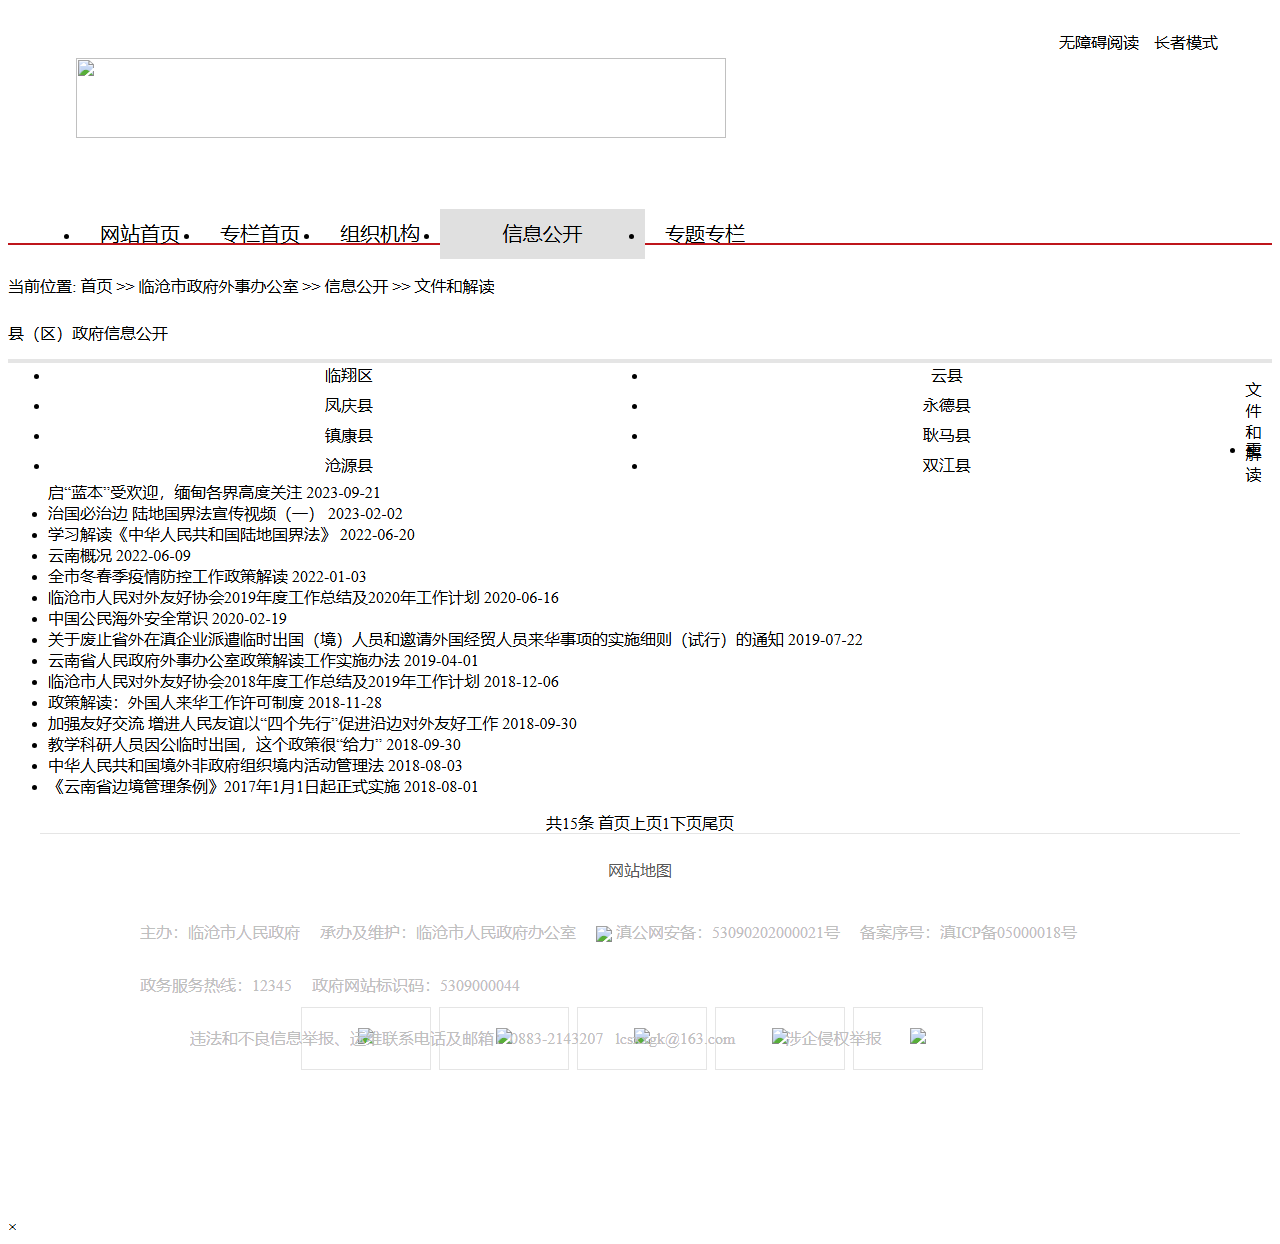 无障碍阅读 长者模式
网站首页 专栏首页 组织机构 信息公开 专题专栏
当前位置: 首页 >> 临沧市政府外事办公室 >> 信息公开 >> 文件和解读
县（区）政府信息公开
临翔区 云县
凤庆县 永德县
镇康县 耿马县
沧源县 双江县
文件和解读
启“蓝本”受欢迎，缅甸各界高度关注 2023-09-21
治国必治边 陆地国界法宣传视频（一） 2023-02-02
学习解读《中华人民共和国陆地国界法》 2022-06-20
云南概况 2022-06-09
全市冬春季疫情防控工作政策解读 2022-01-03
临沧市人民对外友好协会2019年度工作总结及2020年工作计划 2020-06-16
中国公民海外安全常识 2020-02-19
关于废止省外在滇企业派遣临时出国（境）人员和邀请外国经贸人员来华事项的实施细则（试行）的通知 2019-07-22
云南省人民政府外事办公室政策解读工作实施办法 2019-04-01
临沧市人民对外友好协会2018年度工作总结及2019年工作计划 2018-12-06
政策解读：外国人来华工作许可制度 2018-11-28
加强友好交流 增进人民友谊以“四个先行”促进沿边对外友好工作 2018-09-30
教学科研人员因公临时出国，这个政策很“给力” 2018-09-30
中华人民共和国境外非政府组织境内活动管理法 2018-08-03
《云南省边境管理条例》2017年1月1日起正式实施 2018-08-01
共15条 首页上页1下页尾页
网站地图
主办：临沧市人民政府 承办及维护：临沧市人民政府办公室 滇公网安备：53090202000021号 备案序号：滇ICP备05000018号
政务服务热线：12345 政府网站标识码：5309000044
违法和不良信息举报、运维联系电话及邮箱：0883-2143207 @163.com 涉企侵权举报
×